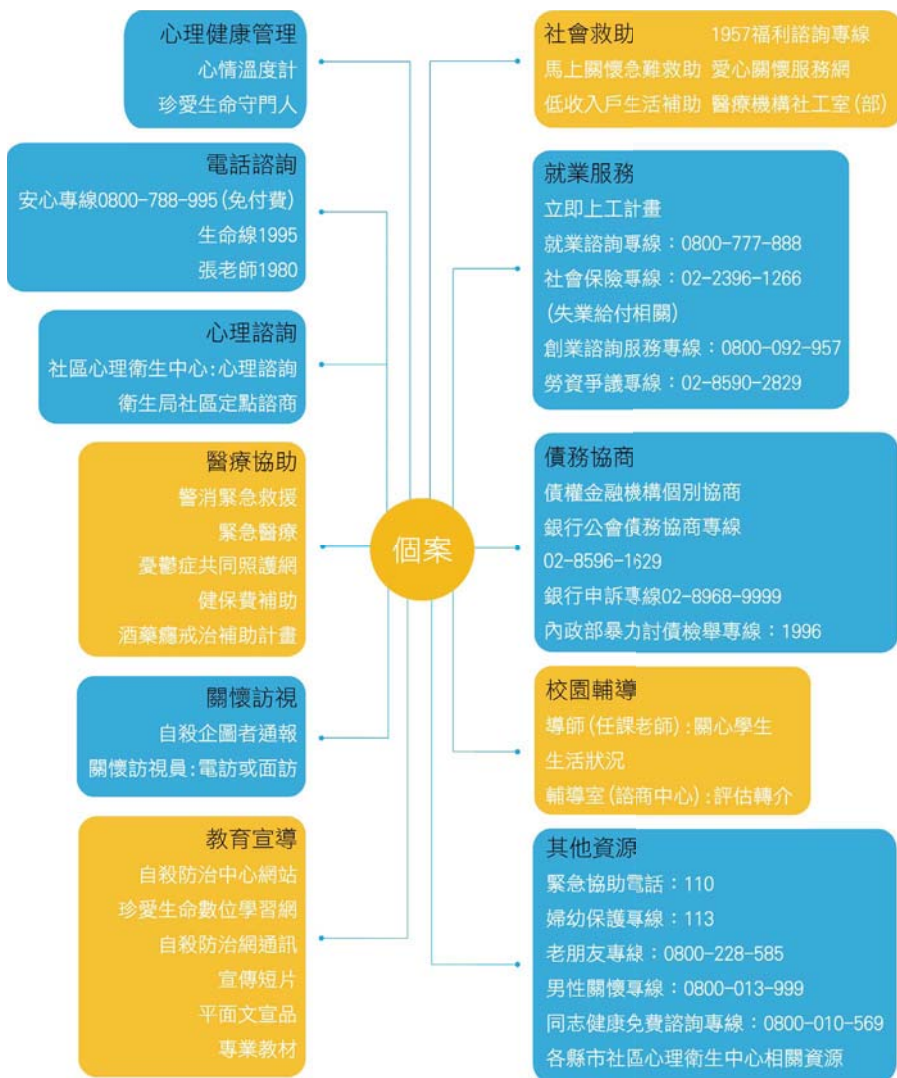 心理健康管理
心情溫度計
珍愛生命守門人
電話諮詢
安心專線0800-788-995(免付費)
生命線1995
張老師1980
心理諮詢
社區心理衛生中心:心理諮詢
衛生局社區定點諮商
醫療協助
警消緊急救援
緊急醫療
憂鬱症共同照護網
健保費補助
酒藥癮戒治補助計畫
關懷訪視
自殺企圖者通報
關懷訪視員:電訪或面訪
教育宣導
自殺防治中心網站
珍愛生命數位學習網
自殺防治網通訊
宣傳短片
平面文宣品
專業教材
個案
社會救助 1957福利諮詢專線
馬上關懷急難救助 愛心關懷服務網
低收入戶生活補助 醫療機構社工室(部)
就業服務
立即上工計畫
就業諮詢專線：0800-777-888
社會保險專線：02-2396-1266
(失業給付相關)
創業諮詢服務專線：0800-092-957
勞資爭議專線：02-8590-2829
債務協商
債權金融機構個別協商
銀行公會債務協商專線
02-8596-1629
銀行申訴專線02-8968-9999
內政部暴力討債檢舉專線：1996
校園輔導
導師(任課老師):關心學生
生活狀況
輔導室(諮商中心):評估轉介
其他資源
緊急協助電話：110
婦幼保護專線：113
老朋友專線：0800-228-585
男性關懷專線：0800-013-999
同志健康免費諮詢專線：0800-010-569
各縣市社區心理衛生中心相關資源